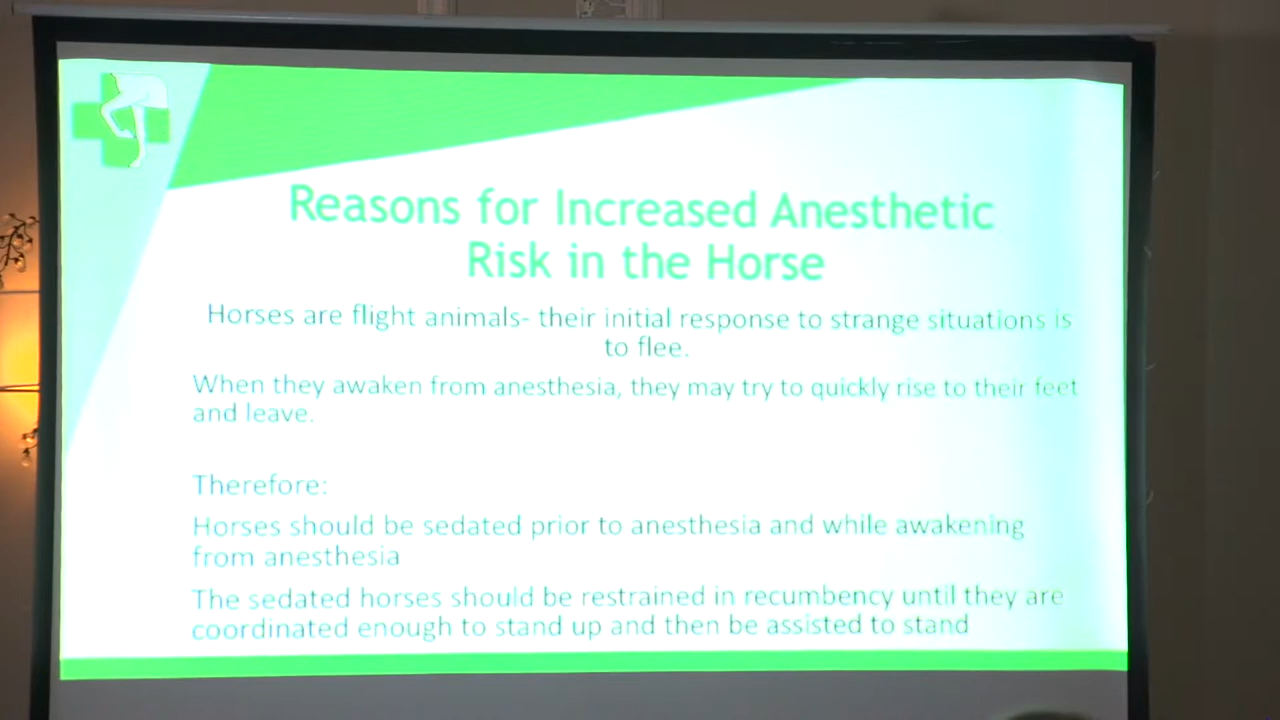 Reasons for Increased Anesthetic
Risk in the Horse
Horses are flight animals- their initial response to strange situations is
to flee.
When they awaken from anesthesia, they may try to quickly rise to their feet
and leave.
Therefore:
Horses should be sedated prior to anesthesia and while awakening
from anesthesia
The sedated horses should be restrained in recumbency until they are
coordinated enough to stand up and then be assisted to stand